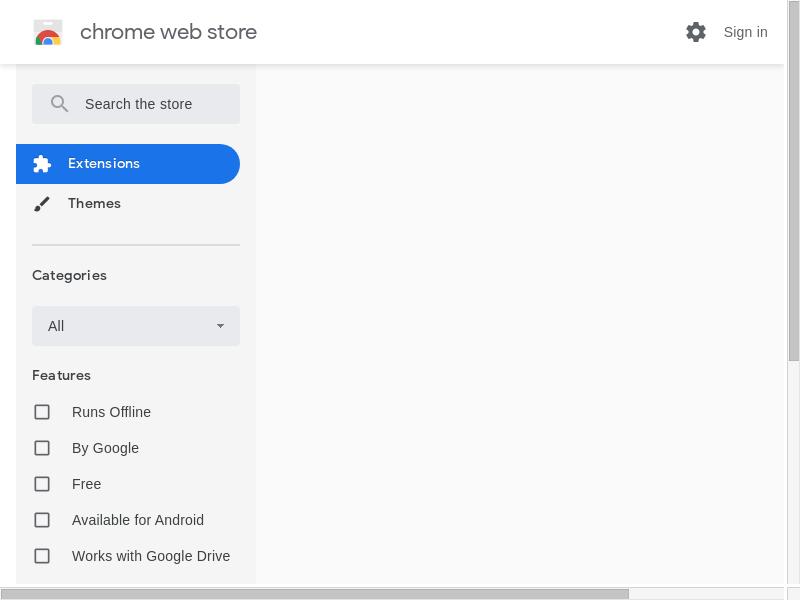 chrome web store
Sign in
Search the store
Extensions
Themes
Categories
All
Features
Runs Offline
By Google
Free
Available for Android
Works with Google Drive